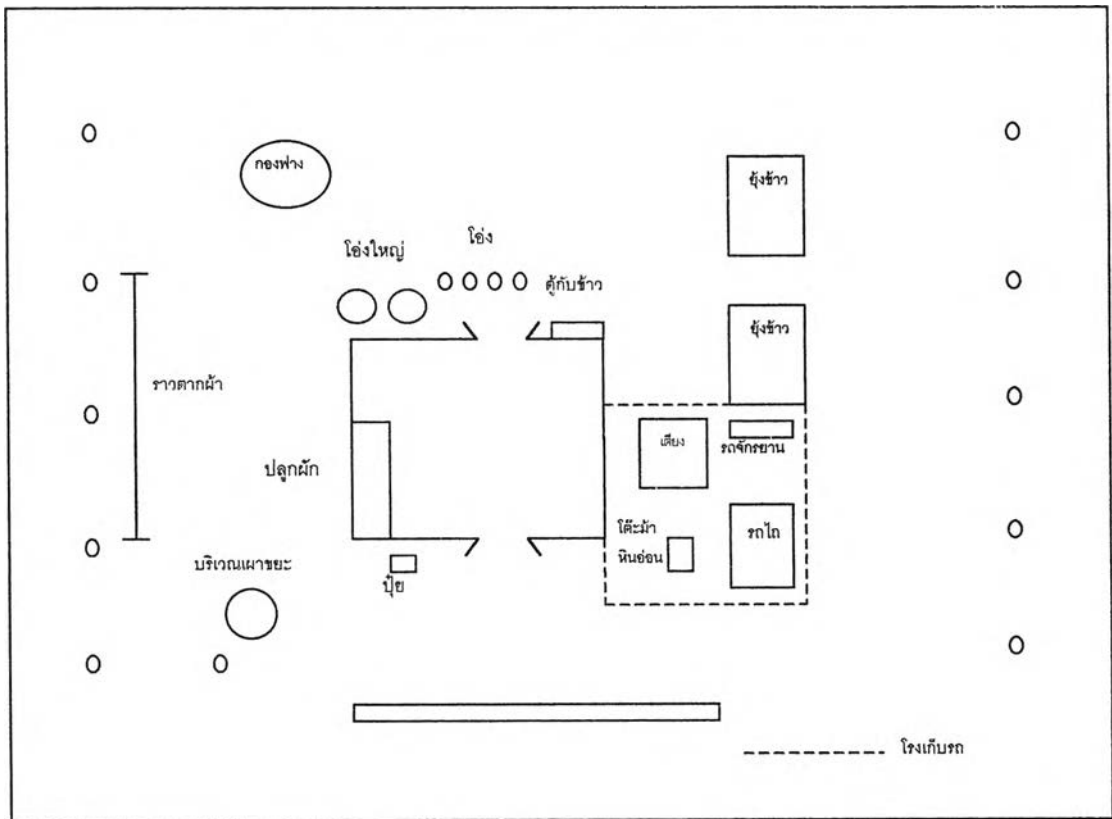 กองฟาง
ยุ้งข้าว
โอ่งใหญ่
โอ่ง
ตู้กับข้าว
ยุ้งข้าว
ราวตากผ้า
เตียง
รถจักรยาน
ปลูกผัก
โต๊ะม้า
หินอ่อน
รถไถ
บริเวณเผาขยะ
ปุ๋ย
โรงเก็บรถ